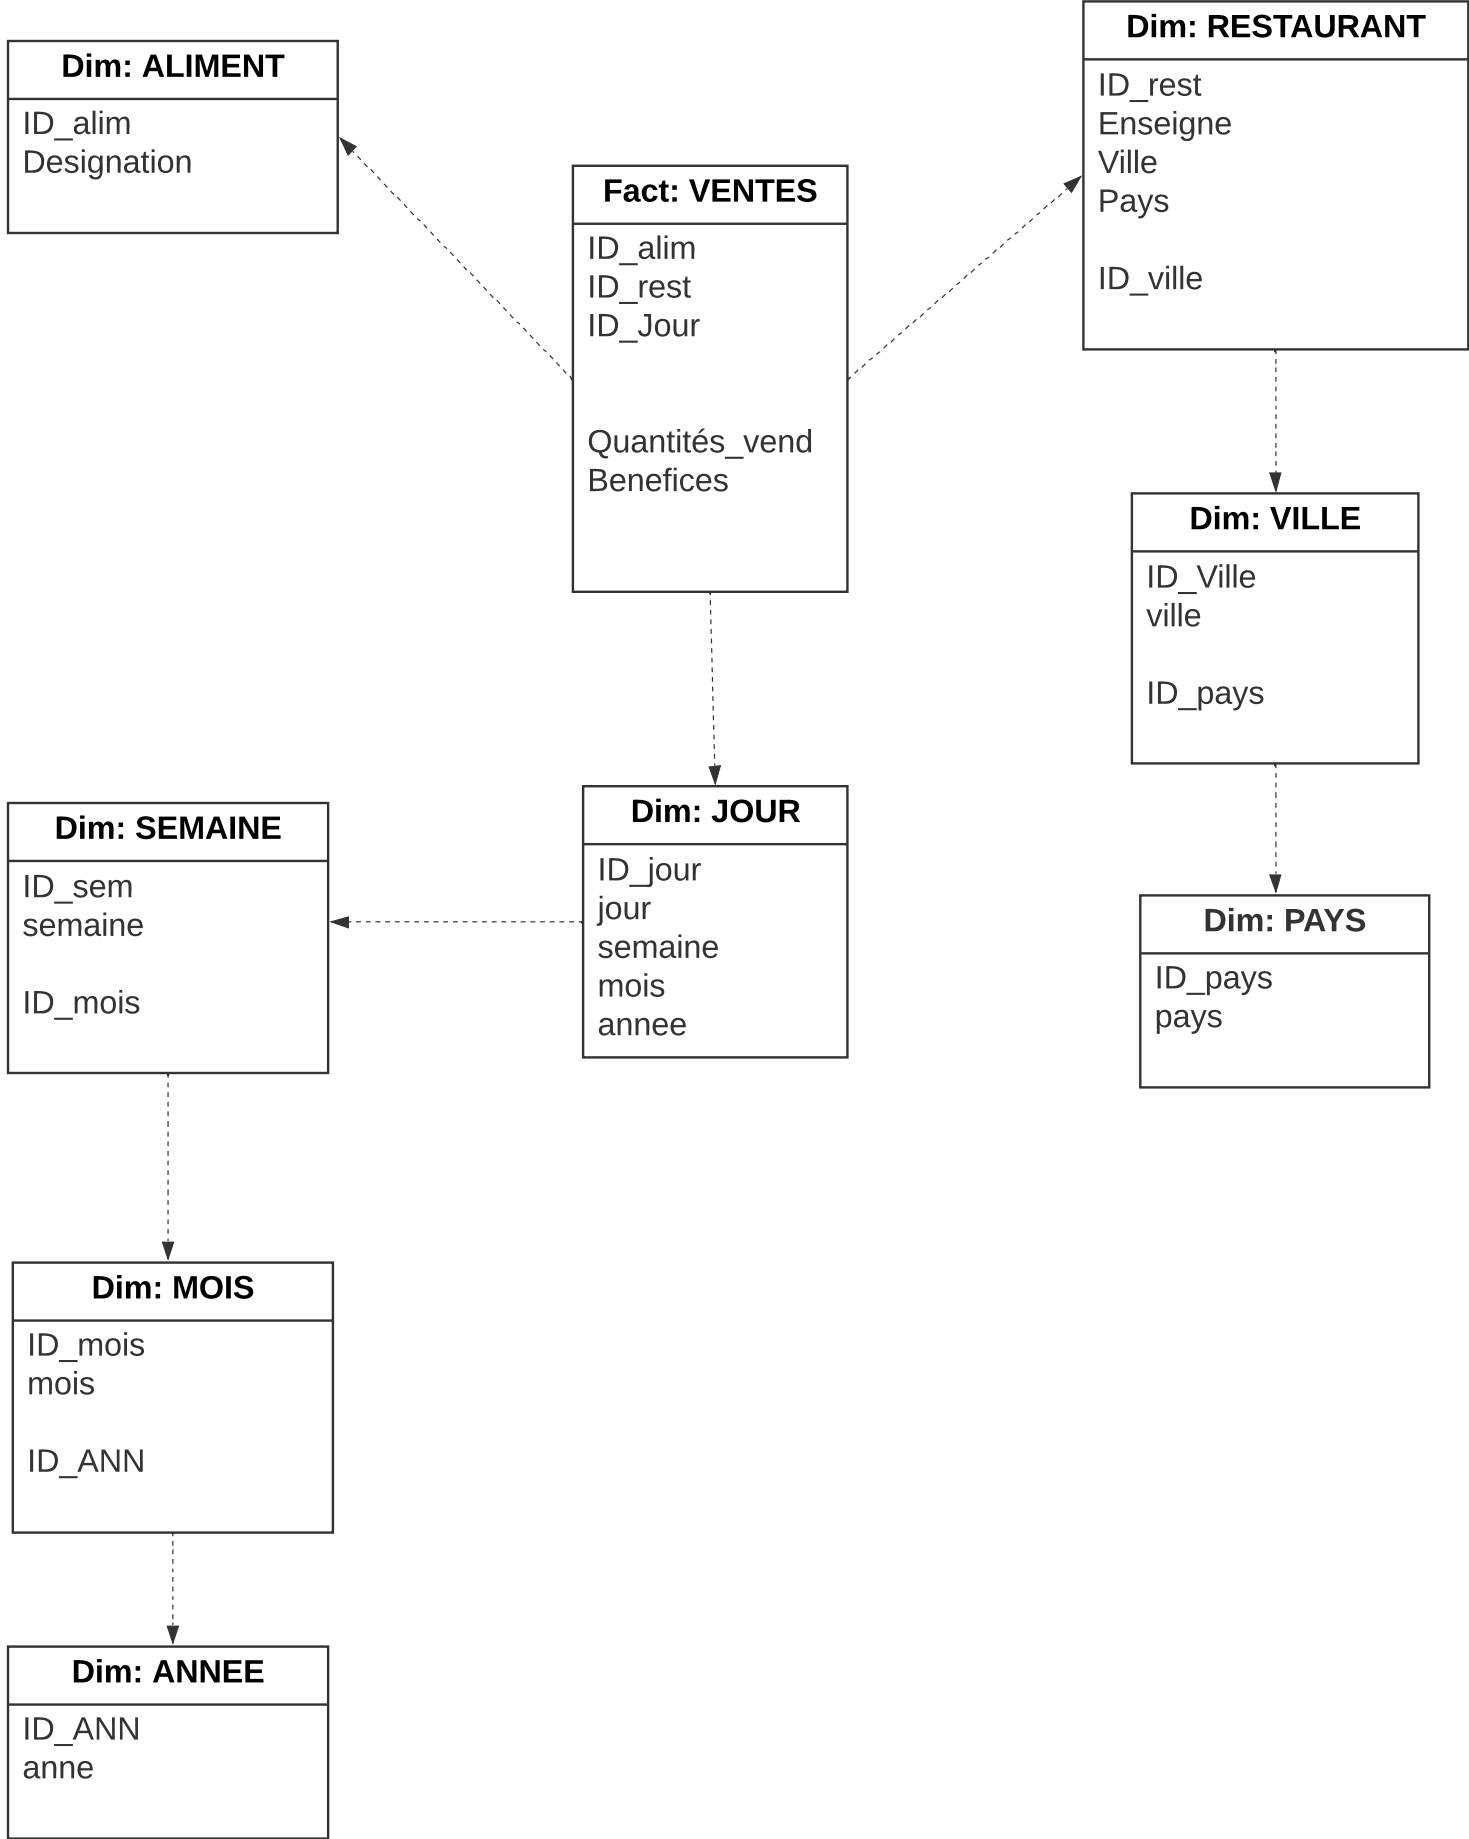 Dim: ALIMENT
ID_alim
Designation
Fact: VENTES
ID_alim
ID_rest
ID_Jour
Quantités_vend
Benefices
Dim: RESTAURANT
ID_rest
Enseigne
Ville
Pays
ID_ville
Dim: VILLE
ID_Ville
ville
ID_pays
Dim: PAYS
ID_pays
pays
Dim: JOUR
ID_jour
jour
semaine
mois
annee
Dim: SEMAINE
ID_sem
semaine
ID_mois
Dim: MOIS
ID_mois
mois
ID_ANN
Dim: ANNEE
ID_ANN
anne